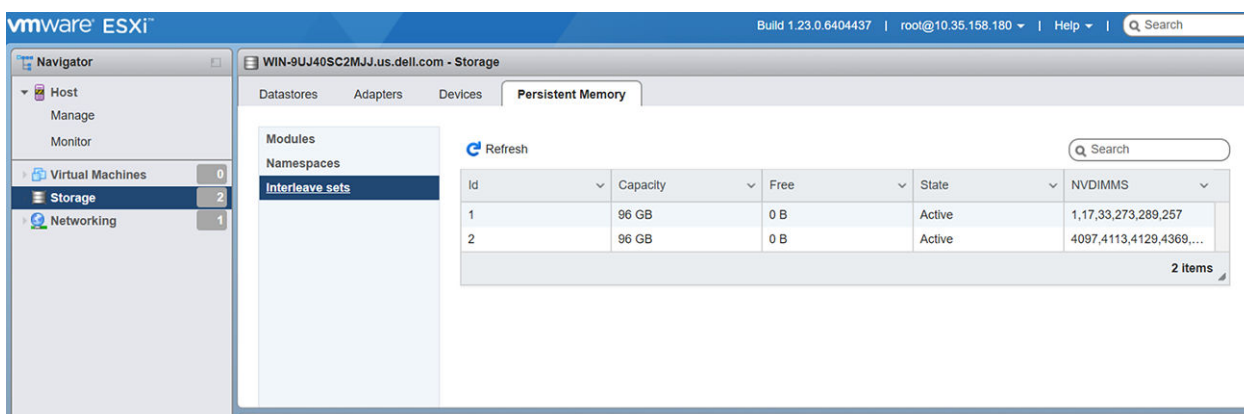 vmware ESXi™
Build 1.23.0.6404437 | root@10.35.158.180 | Help | Search
Navigator
WIN-9UJ40SC2MJJ.us.dell.com - Storage
Host
Manage
Monitor
Virtual Machines 0
Storage 2
Networking 1
Datastores Adapters Devices Persistent Memory
Modules
Namespaces
Interleave sets
Refresh Search
Id Capacity Free State NVDIMMS
1 96 GB 0 B Active 1,17,33,273,289,257
2 96 GB 0 B Active 4097,4113,4129,4369,...
2 items